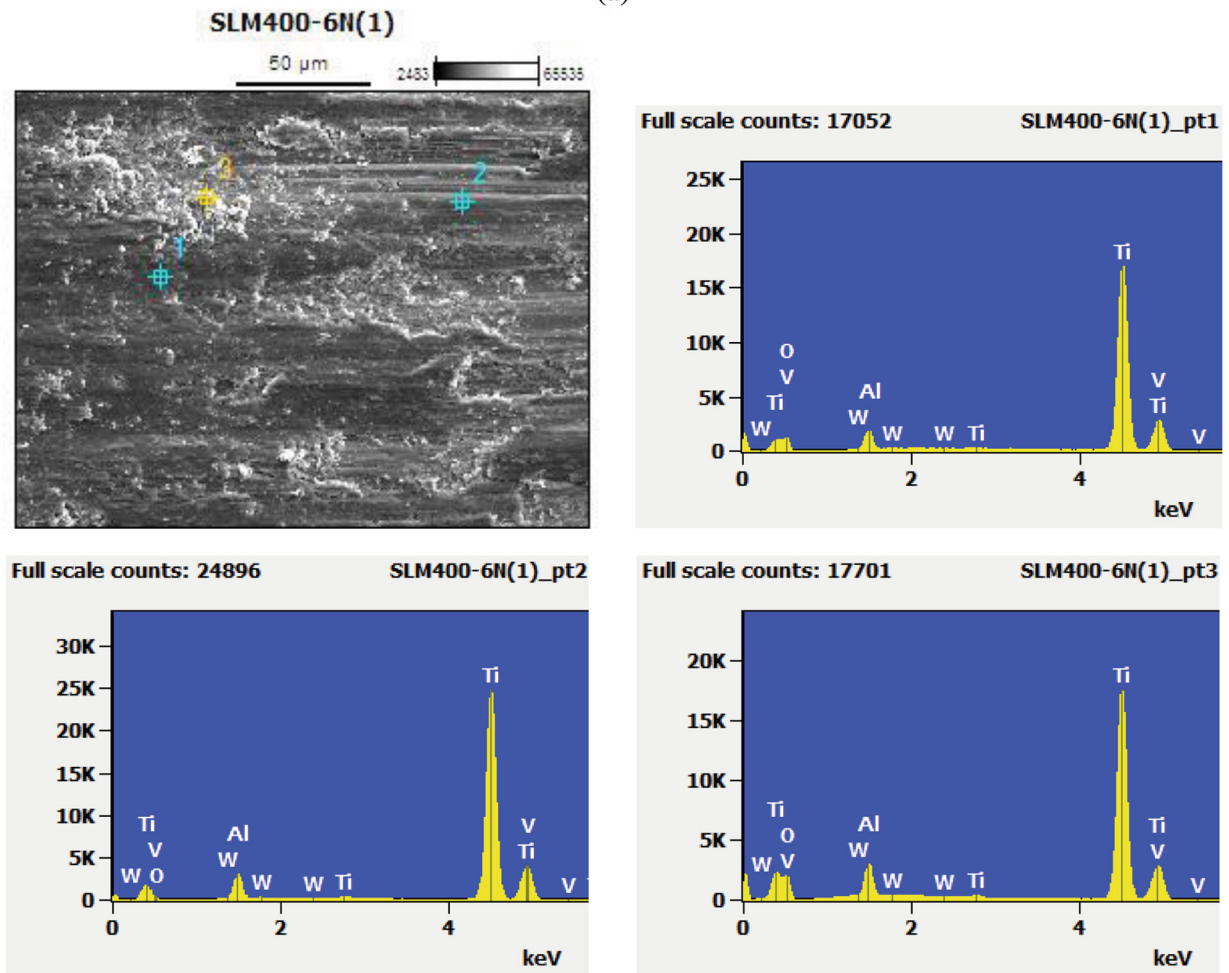 SLM400-6N(1)
50 µm
2483 65535
3
2
1
Full scale counts: 17052 SLM400-6N(1)_pt1
25K
20K
15K
10K
5K
0
Ti
O
V
Ti
W
Al
W
W
W
Ti
V
Ti
V
0 2 4
keV
Full scale counts: 24896 SLM400-6N(1)_pt2
30K
25K
20K
15K
10K
5K
0
Ti
Ti
V
W O
Al
W
W
W
Ti
V
Ti
V
0 2 4
keV
Full scale counts: 17701 SLM400-6N(1)_pt3
20K
15K
10K
5K
0
Ti
Ti
O
W V
Al
W
W
W
Ti
Ti
V
V
0 2 4
keV